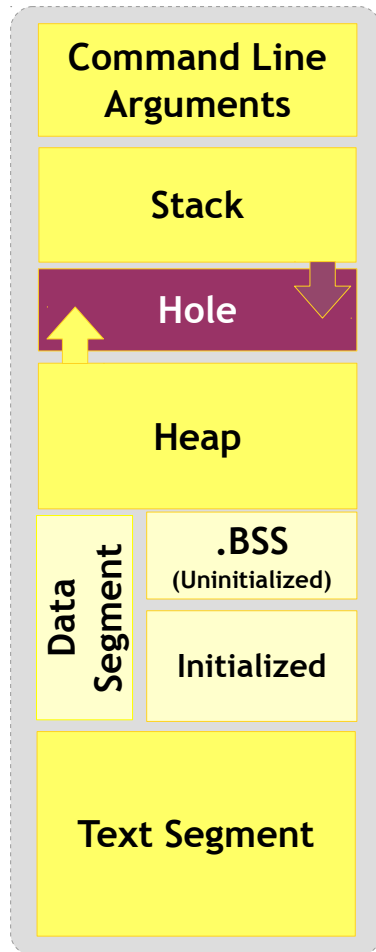 Command Line
Arguments
Stack
Hole
Heap
.BSS
(Uninitialized)
Data
Segment
Initialized
Text Segment